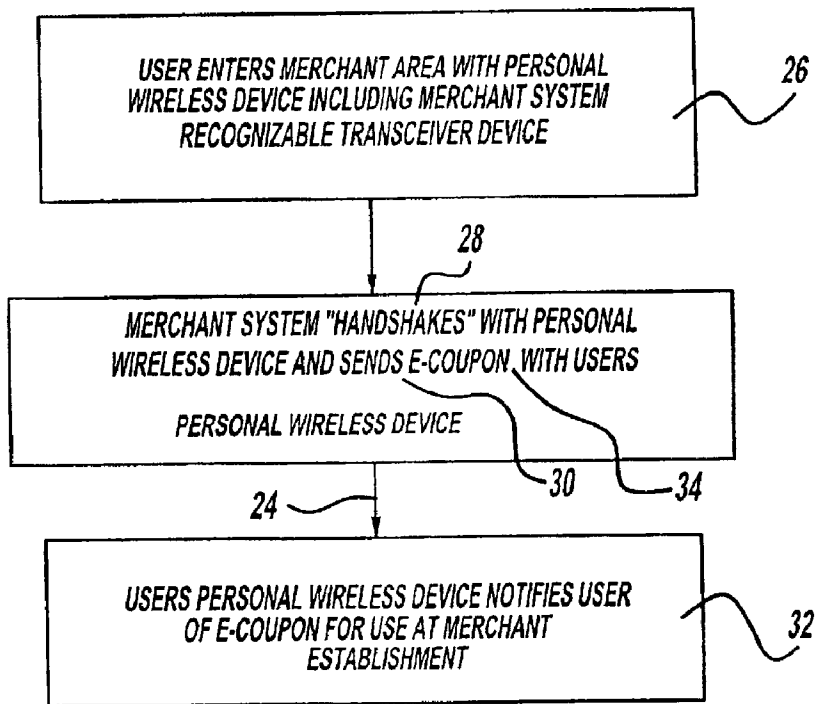 USER ENTERS MERCHANT AREA WITH PERSONAL
WIRELESS DEVICE INCLUDING MERCHANT SYSTEM
RECOGNIZABLE TRANSCEIVER DEVICE
26
28
MERCHANT SYSTEM "HANDSHAKES" WITH PERSONAL
WIRELESS DEVICE AND SENDS E-COUPON WITH USERS
PERSONAL WIRELESS DEVICE
30
34
24
USERS PERSONAL WIRELESS DEVICE NOTIFIES USER
OF E-COUPON FOR USE AT MERCHANT
ESTABLISHMENT
32